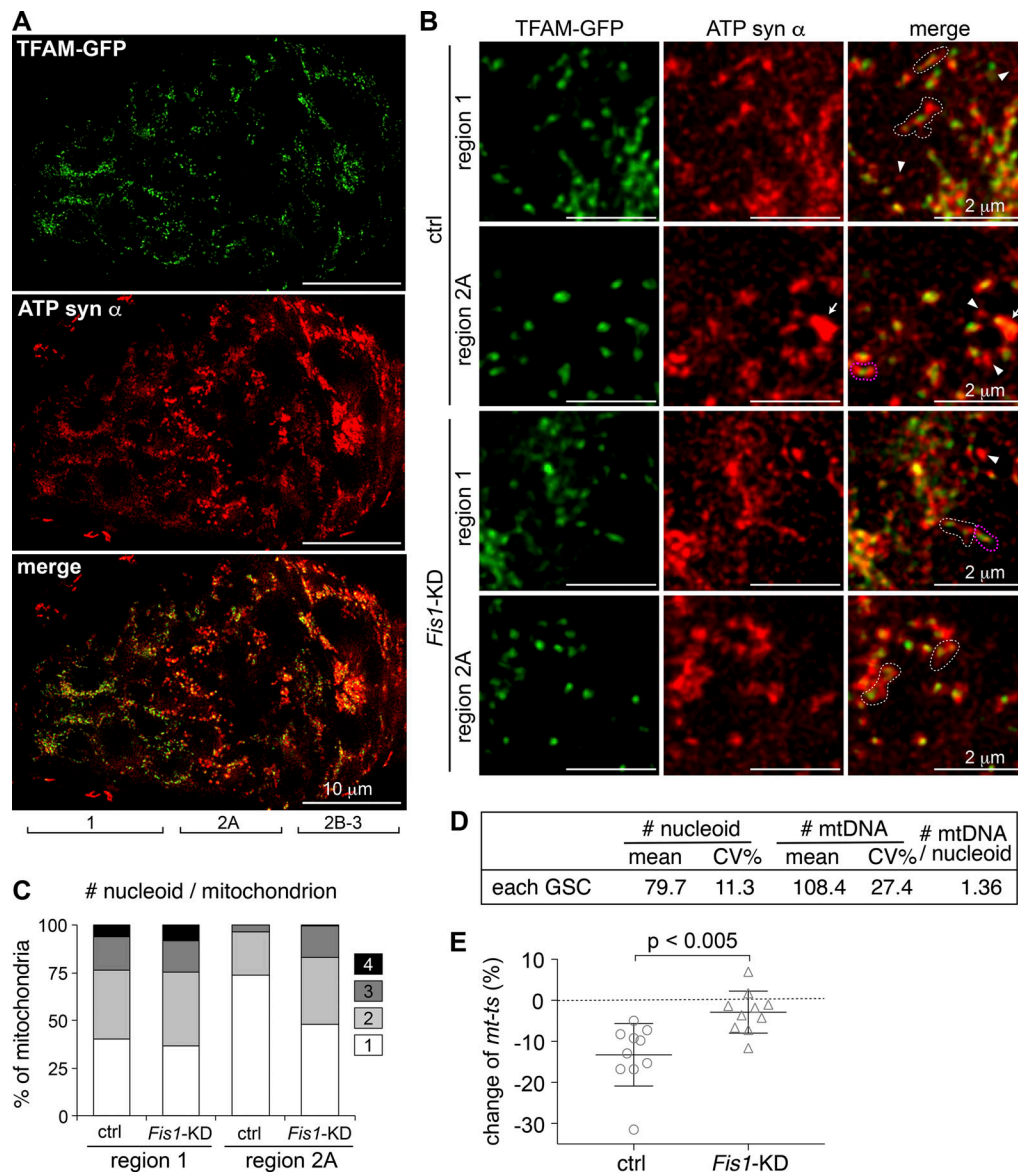 A
TFAM-GFP
ATP syn α
merge
10 μm
1 2A 2B-3
B
TFAM-GFP ATP syn α merge
ctrl
region 1
2 μm
region 2A
2 μm
Fis1-KD
region 1
2 μm
region 2A
2 μm
C
# nucleoid / mitochondrion
% of mitochondria
100
75
50
25
0
4
3
2
1
ctrl Fis1-KD ctrl Fis1-KD
region 1 region 2A
D
# nucleoid # mtDNA # mtDNA
mean CV% mean CV% / nucleoid
each GSC 79.7 11.3 108.4 27.4 1.36
E
p < 0.005
change of mt-ts (%)
10
0
-10
-20
-30
ctrl Fis1-KD